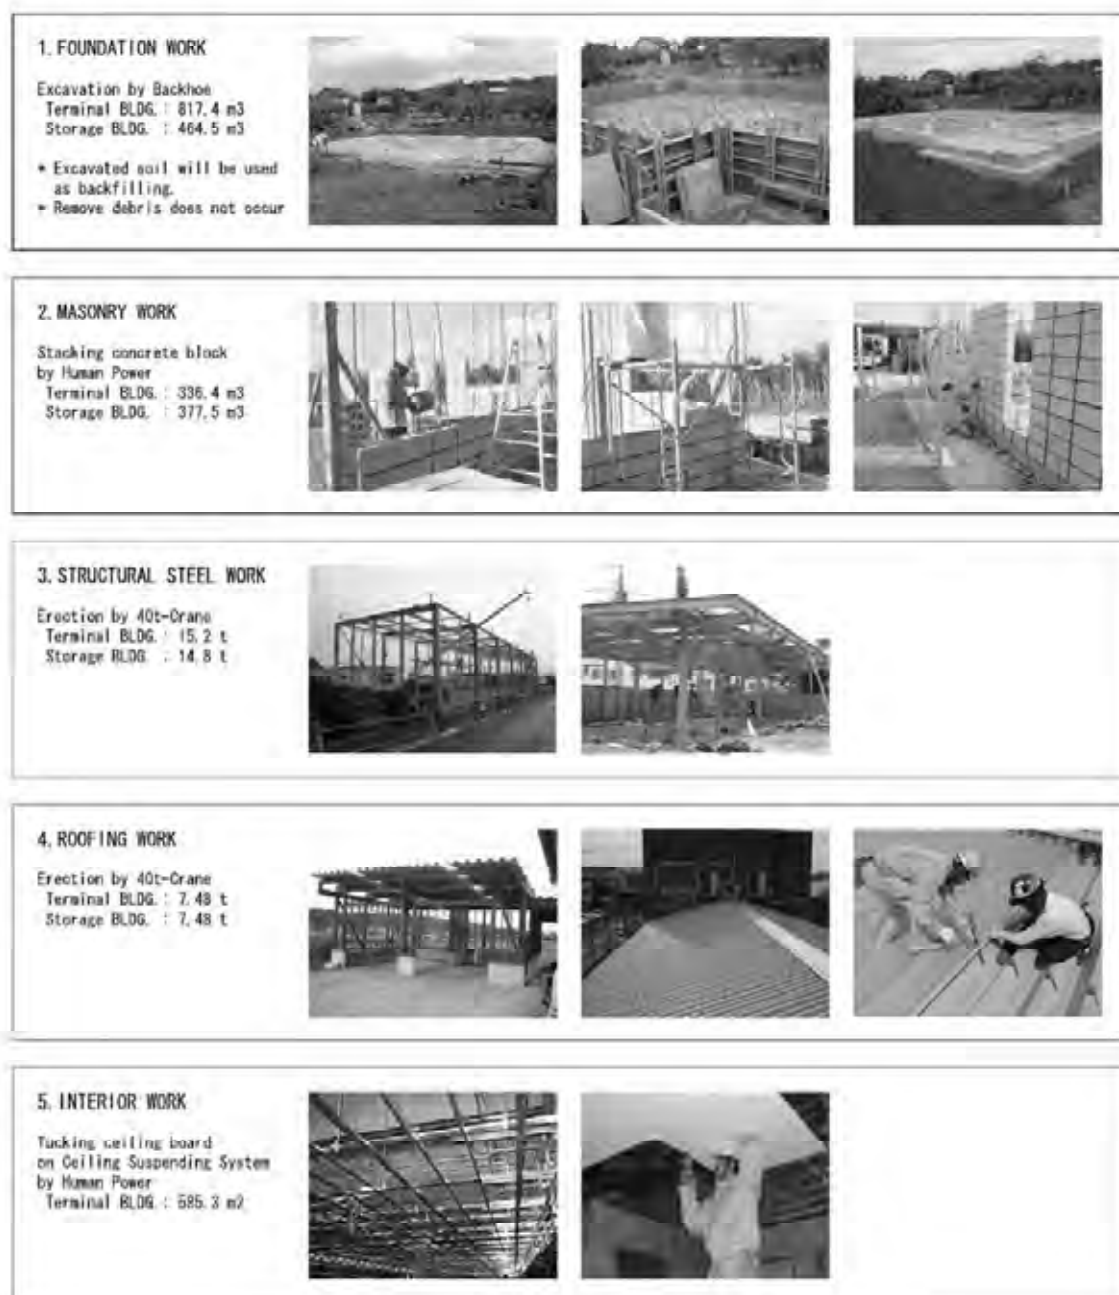 1. FOUNDATION WORK
Excavation by Backhoe
Terminal BLDG. : 817.4 m3
Storage BLDG. : 464.5 m3
* Excavated soil will be used
as backfilling.
* Remove debris does not occur
2. MASONRY WORK
Stacking concrete block
by Human Power
Terminal BLDG. : 336.4 m3
Storage BLDG. : 377.5 m3
3. STRUCTURAL STEEL WORK
Erection by 40t-Crane
Terminal BLDG. : 15.2 t
Storage BLDG. : 14.8 t
4. ROOFING WORK
Erection by 40t-Crane
Terminal BLDG. : 7.48 t
Storage BLDG. : 7.48 t
5. INTERIOR WORK
Tucking ceiling board
on Ceiling Suspending System
by Human Power
Terminal BLDG. : 585.3 m2